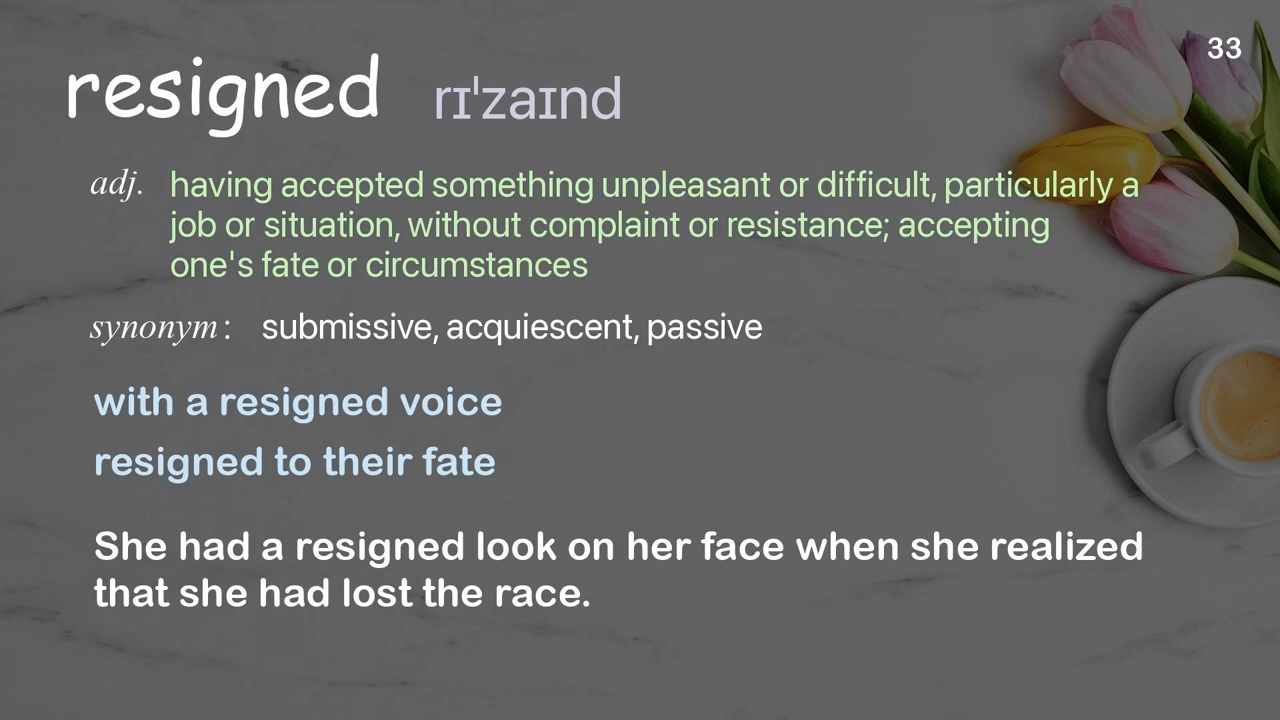 33
resigned rɪˈzaɪnd
adj. having accepted something unpleasant or difficult, particularly a
job or situation, without complaint or resistance; accepting
one's fate or circumstances
synonym: submissive, acquiescent, passive
with a resigned voice
resigned to their fate
She had a resigned look on her face when she realized
that she had lost the race.